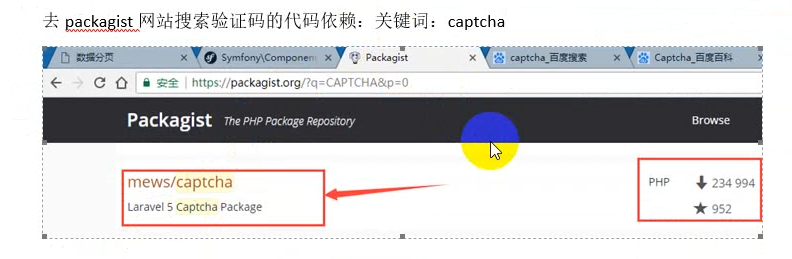 去 packagist 网站搜索验证码的代码依赖：关键词：captcha
数据分页 Symfony\Componen Packagist captcha_百度搜索 Captcha_百度百科
安全 https://packagist.org/?q=CAPTCHA&p=0
Packagist The PHP Package Repository Browse
mews/captcha PHP 234 994
Laravel 5 Captcha Package 952